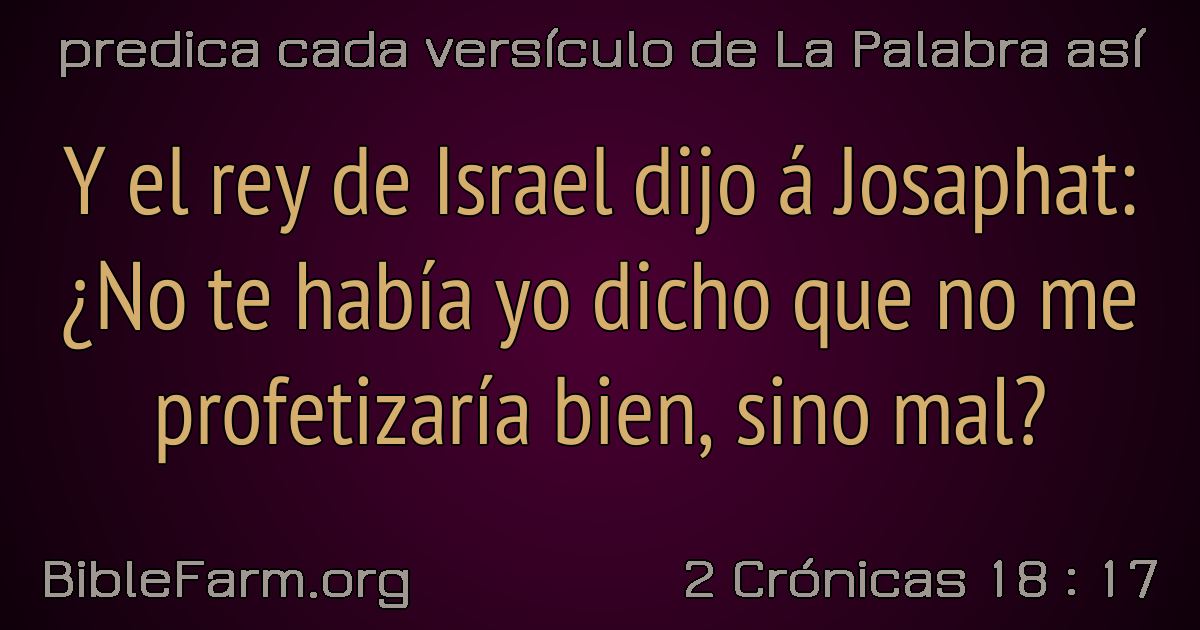 predica cada versículo de La Palabra así
Y el rey de Israel dijo á Josaphat:
¿No te había yo dicho que no me
profetizaría bien, sino mal?
BibleFarm.org
2 Crónicas 18 : 17